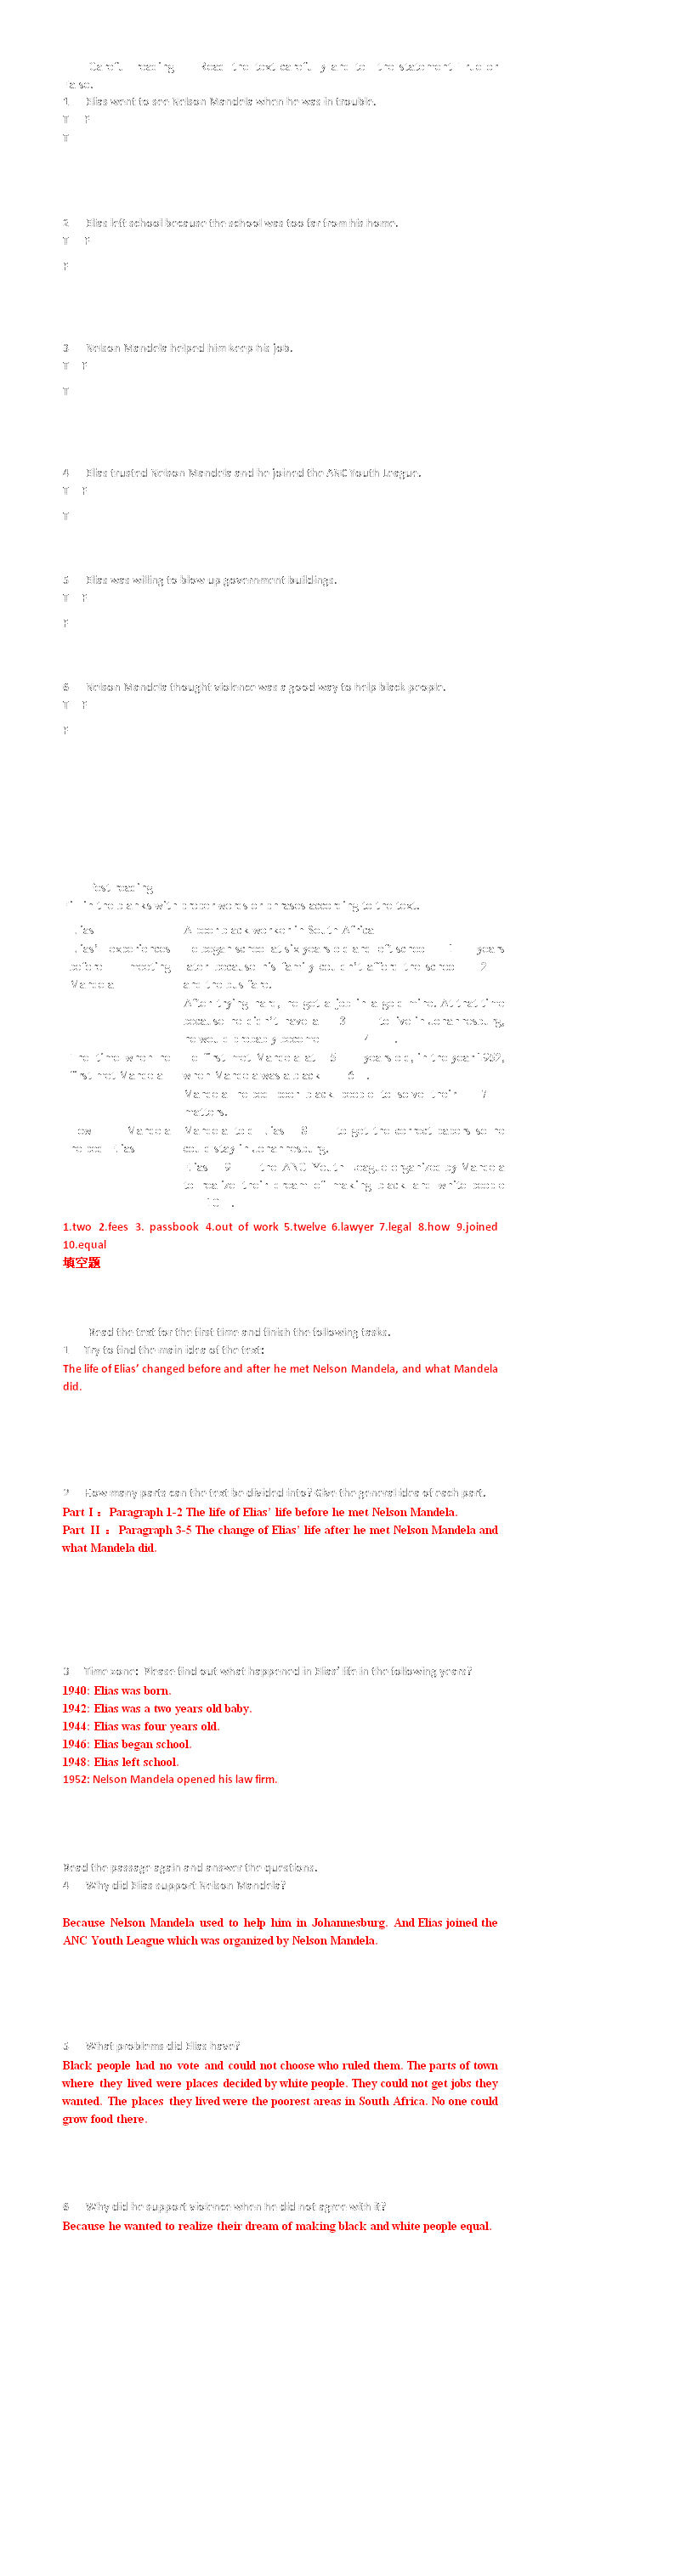 Careful reading Read the text carefully and tell the statement True or
False.
1 Elias went to see Nelson Mandela when he was in trouble.
T F
T
2 Elias left school because the school was too far from his home.
T F
F
3 Nelson Mandela helped him keep his job.
T F
T
4 Elias trusted Nelson Mandela and he joined the ANC Youth League.
T F
T
5 Elias was willing to blow up government buildings.
T F
F
6 Nelson Mandela thought violence was a good way to help black people.
T F
F
Post reading
Fill in the blanks with proper words or phrases according to the text.
Elias A poor black worker in South Africa
Elias' experiences He began school at six years old and left school 1 years
before meeting later because his family couldn't afford the school 2
Mandela and the bus fare.
After trying hard, he got a job in a gold mine. At that time
because he didn't have a 3 to live in Johannesburg,
he would probably become 4 .
The time when he He first met Mandela at 5 years old, in the year 1952,
first met Mandela when Mandela was a black 6 .
Mandela helped poor black people to solve their 7
matters.
How Mandela Mandela told Elias 8 to get the correct papers so he
helped Elias could stay in Johannesburg.
Elias 9 the ANC Youth League organized by Mandela
to realize their dream of making black and white people
10 .
1.two 2.fees 3. passbook 4.out of work 5.twelve 6.lawyer 7.legal 8.how 9.joined
10.equal
填空题
Read the text for the first time and finish the following tasks.
1 Try to find the main idea of the text:
The life of Elias’ changed before and after he met Nelson Mandela, and what Mandela
did.
2 How many parts can the text be divided into? Give the general idea of each part.
Part I ： Paragraph 1-2 The life of Elias’ life before he met Nelson Mandela.
Part II ： Paragraph 3-5 The change of Elias’ life after he met Nelson Mandela and
what Mandela did.
3 Time zone: Please find out what happened in Elias’ life in the following years?
1940: Elias was born.
1942: Elias was a two years old baby.
1944: Elias was four years old.
1946: Elias began school.
1948: Elias left school.
1952: Nelson Mandela opened his law firm.
Read the passage again and answer the questions.
4 Why did Elias support Nelson Mandela?
Because Nelson Mandela used to help him in Johannesburg. And Elias joined the
ANC Youth League which was organized by Nelson Mandela.
5 What problems did Elias have?
Black people had no vote and could not choose who ruled them. The parts of town
where they lived were places decided by white people. They could not get jobs they
wanted. The places they lived were the poorest areas in South Africa. No one could
grow food there.
6 Why did he support violence when he did not agree with it?
Because he wanted to realize their dream of making black and white people equal.